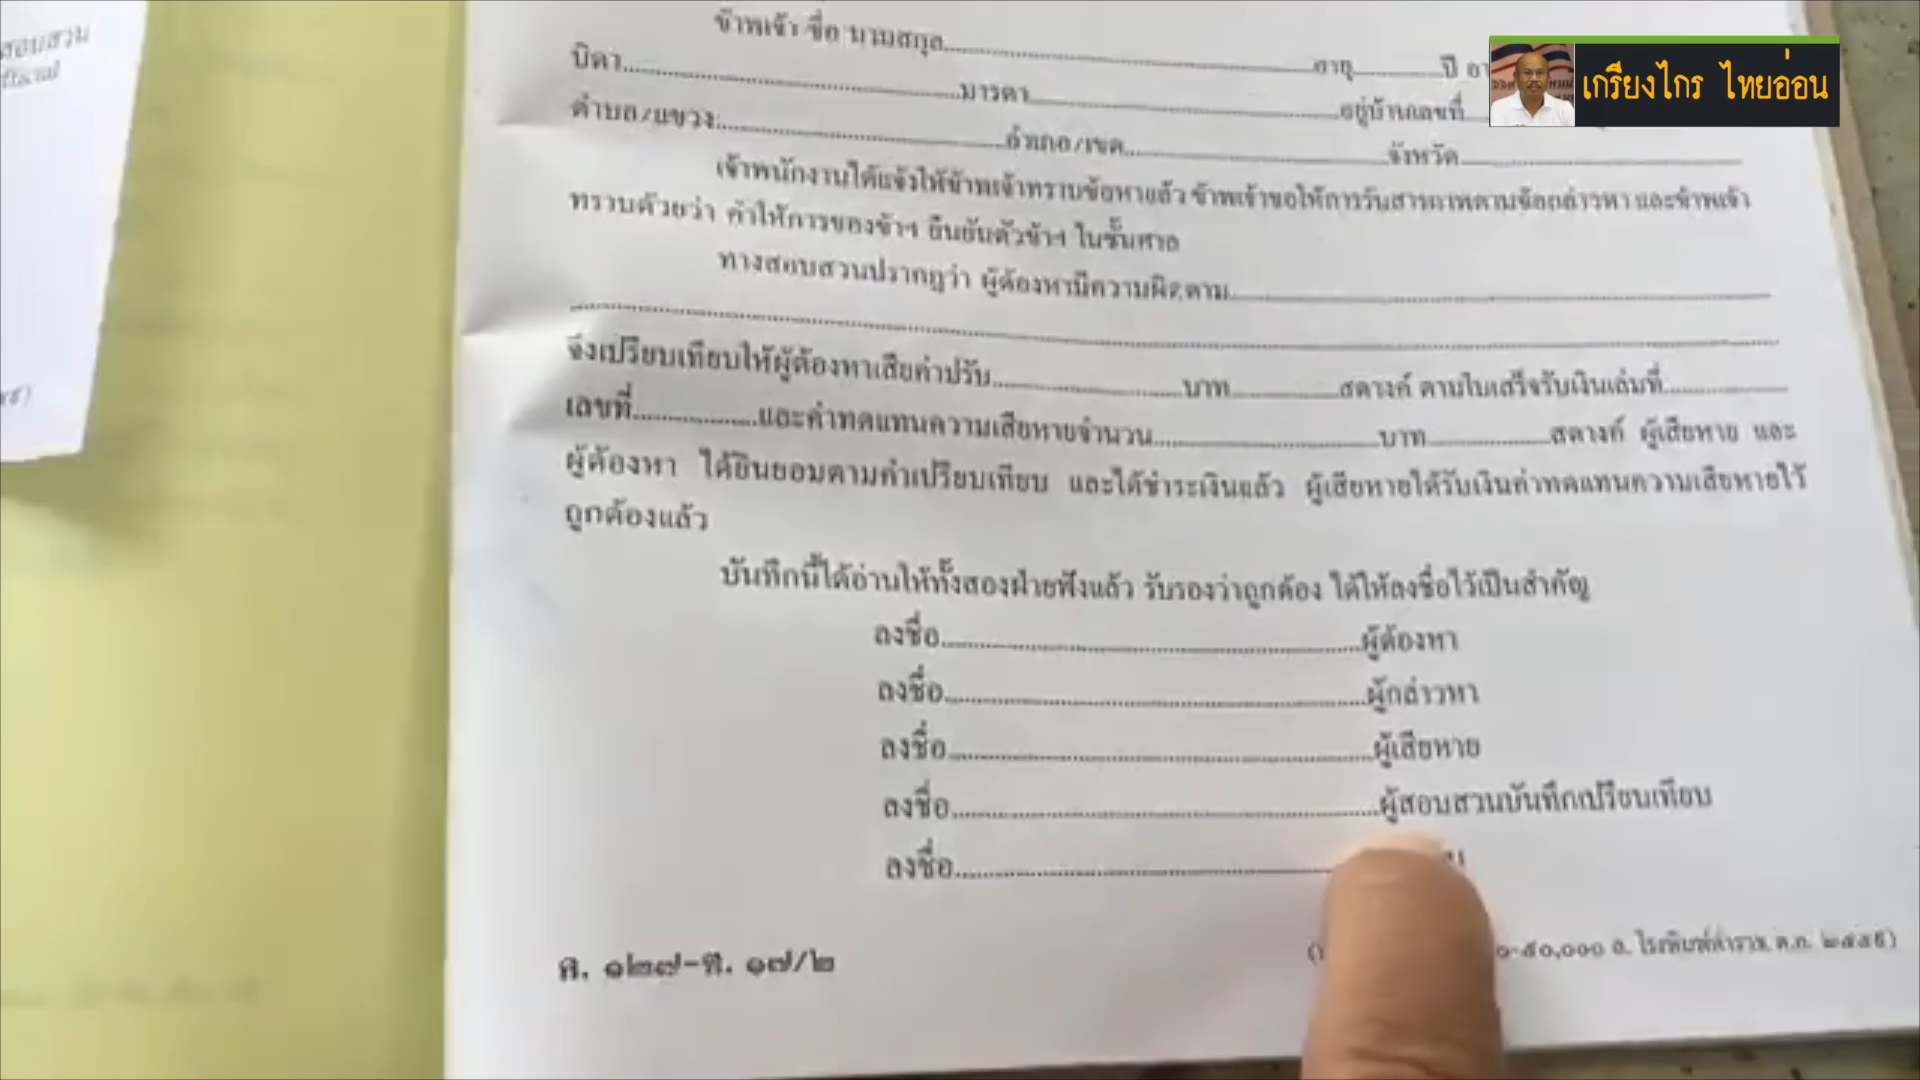 สอบสวน
fficial
ข้าพเจ้า ชื่อ นามสกุล....................อายุ..........ปี
เกรียงไกร ไทยอ่อน
บิดา....................มารดา....................อยู่บ้านเลขที่
ตำบล/แขวง....................อำเภอ/เขต....................จังหวัด....................
เจ้าพนักงานได้แจ้งให้ข้าพเจ้าทราบข้อหาแล้ว ข้าพเจ้าขอให้การรับสารภาพตามข้อกล่าวหา และข้าพเจ้า
ทราบด้วยว่า คำให้การของข้าฯ ยืนยันตัวข้าฯ ในชั้นศาล
ทางสอบสวนปรากฏว่า ผู้ต้องหามีความผิดตาม....................
จึงเปรียบเทียบให้ผู้ต้องหาเสียค่าปรับ....................บาท..........สตางค์ ตามใบเสร็จรับเงินเล่มที่..........
เลขที่..........และค่าทดแทนความเสียหายจำนวน....................บาท..........สตางค์ ผู้เสียหาย และ
ผู้ต้องหา ได้ยินยอมตามคำเปรียบเทียบ และได้ชำระเงินแล้ว ผู้เสียหายได้รับเงินค่าทดแทนความเสียหายไว้
ถูกต้องแล้ว
บันทึกนี้ได้อ่านให้ทั้งสองฝ่ายฟังแล้ว รับรองว่าถูกต้อง ได้ให้ลงชื่อไว้เป็นสำคัญ
ลงชื่อ....................ผู้ต้องหา
ลงชื่อ....................ผู้กล่าวหา
ลงชื่อ....................ผู้เสียหาย
ลงชื่อ....................ผู้สอบสวนบันทึกเปรียบเทียบ
ลงชื่อ....................
ต. ๑๒๗-ต. ๑๗/๒
๕๐,๐๐๐ ฉ. โรงพิมพ์ตำรวจ